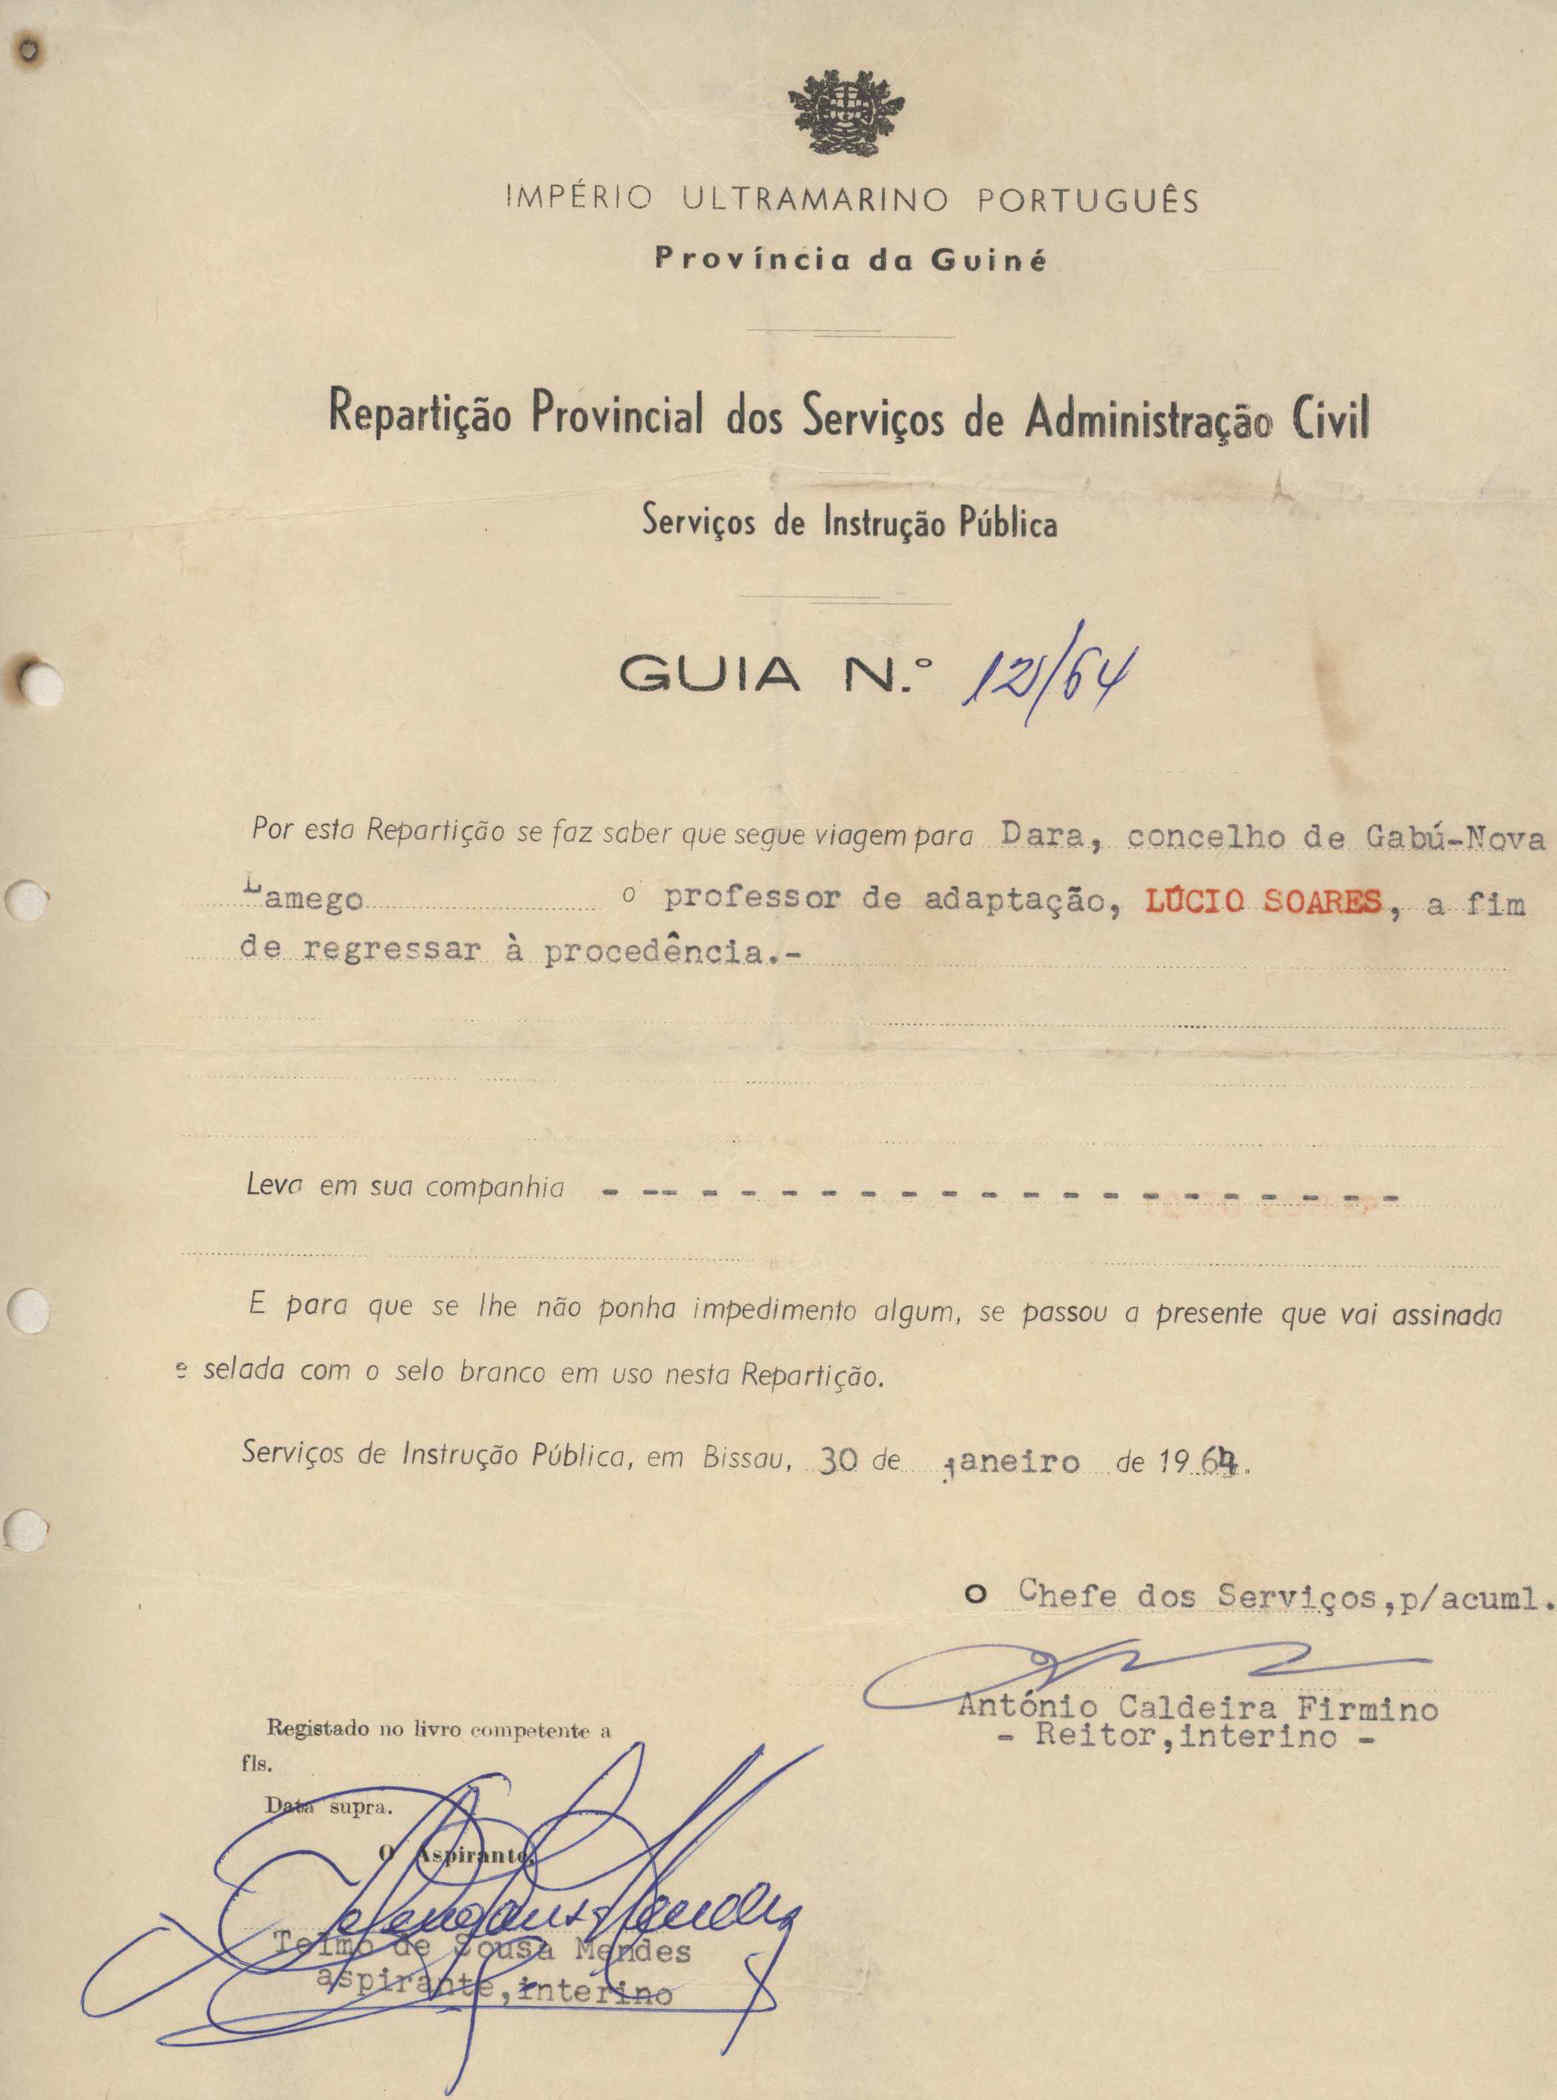 IMPÉRIO ULTRAMARINO PORTUGUÊS
Província da Guiné
Repartição Provincial dos Serviços de Administração Civil
Serviços de Instrução Pública
GUIA N.º 121/64
Por esta Repartição se faz saber que segue viagem para Dara, concelho de Gabú-Nova
Lamego o professor de adaptação, LÚCIO SOARES, a fim
de regressar à procedência.-
Leva em sua companhia - -- - - - - - - - - - - - - - - - - - -
E para que se lhe não ponha impedimento algum, se passou a presente que vai assinada
e selada com o selo branco em uso nesta Repartição.
Serviços de Instrução Pública, em Bissau, 30 de janeiro de 1964.
O Chefe dos Serviços,p/acuml.
António Caldeira Firmino
- Reitor,interino -
Registado no livro competente a
fls.
Data supra.
O Aspirante,
Telmo de Sousa Mendes
aspirante,interino